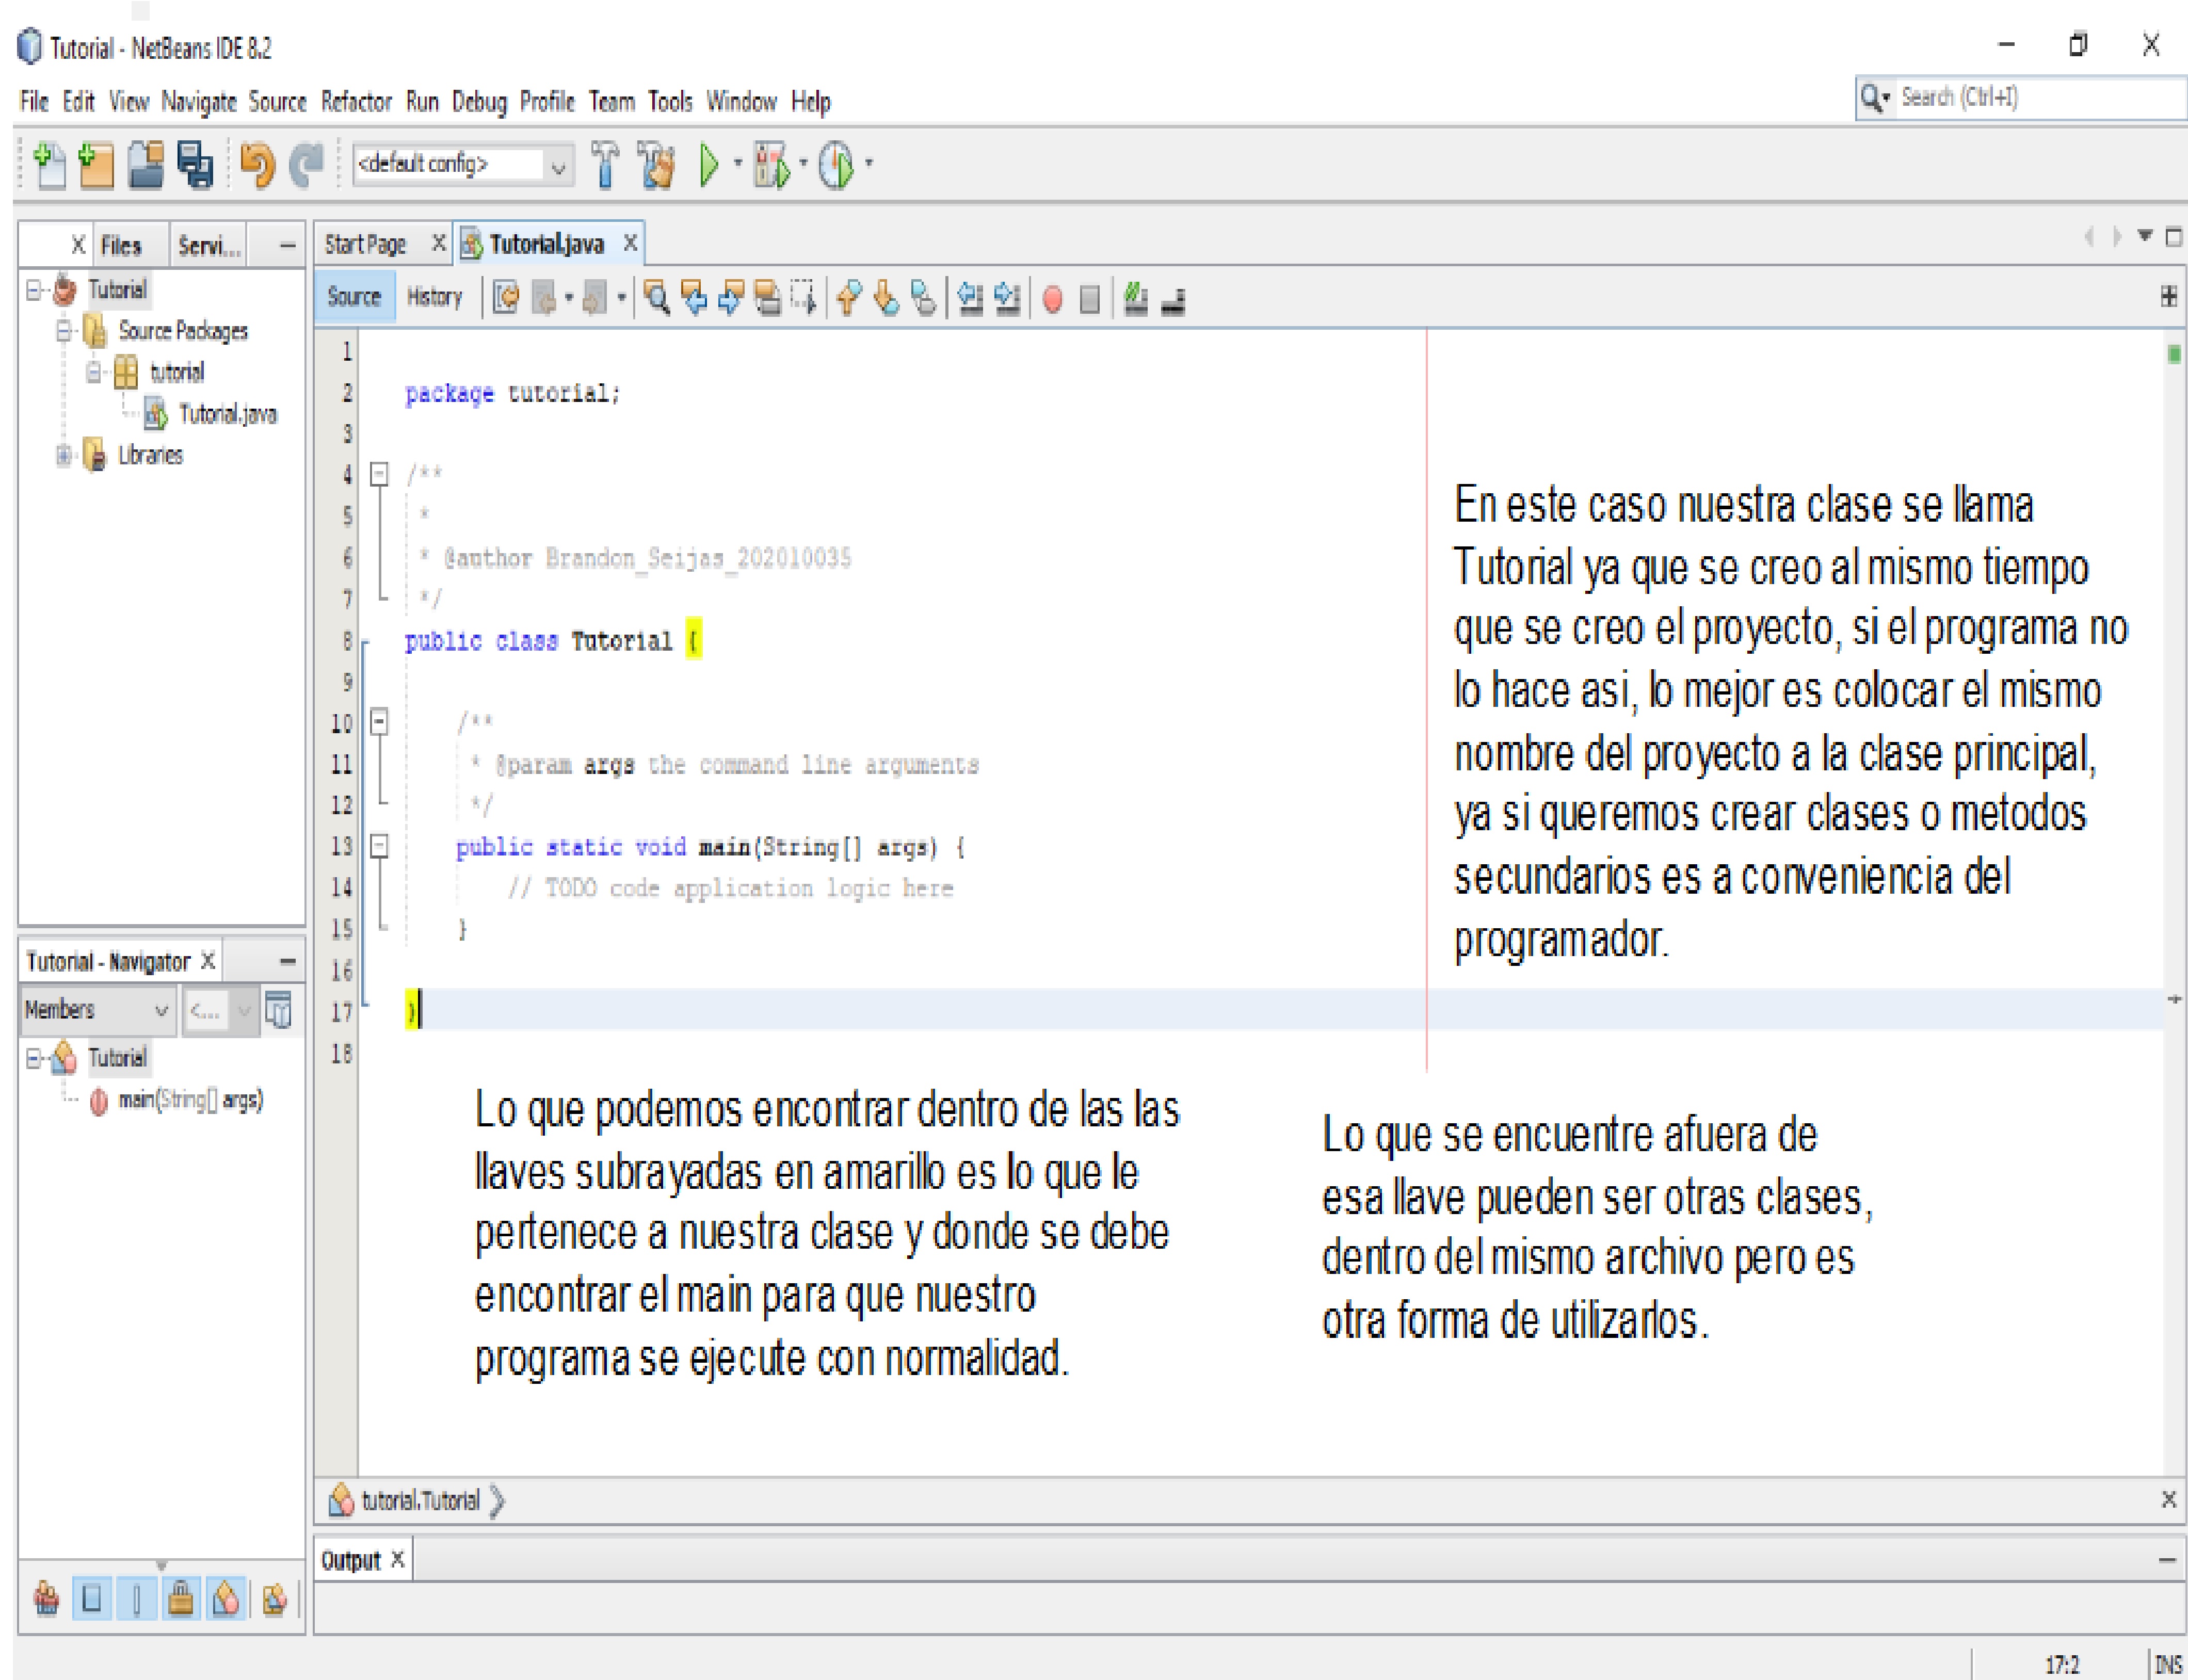 Tutorial - NetBeans IDE 8.2
File Edit View Navigate Source Refactor Run Debug Profile Team Tools Window Help
Search (Ctrl+I)
<default config>
Files Servi...
Start Page Tutorial.java
Tutorial
Source Packages
tutorial
Tutorial.java
Libraries
Source History
1
2 package tutorial;
3
4 /**
5 *
6 * @author Brandon_Seijas_202010035
7 */
8 public class Tutorial {
9
10 /**
11 * @param args the command line arguments
12 */
13 public static void main(String[] args) {
14 // TODO code application logic here
15 }
16
17 }
18
En este caso nuestra clase se llama
Tutorial ya que se creo al mismo tiempo
que se creo el proyecto, si el programa no
lo hace asi, lo mejor es colocar el mismo
nombre del proyecto a la clase principal,
ya si queremos crear clases o metodos
secundarios es a conveniencia del
programador.
Tutorial - Navigator
Members <...
Tutorial
main(String[] args)
Lo que podemos encontrar dentro de las las
llaves subrayadas en amarillo es lo que le
pertenece a nuestra clase y donde se debe
encontrar el main para que nuestro
programa se ejecute con normalidad.
Lo que se encuentre afuera de
esa llave pueden ser otras clases,
dentro del mismo archivo pero es
otra forma de utilizarlos.
tutorial.Tutorial
Output
17:2 INS